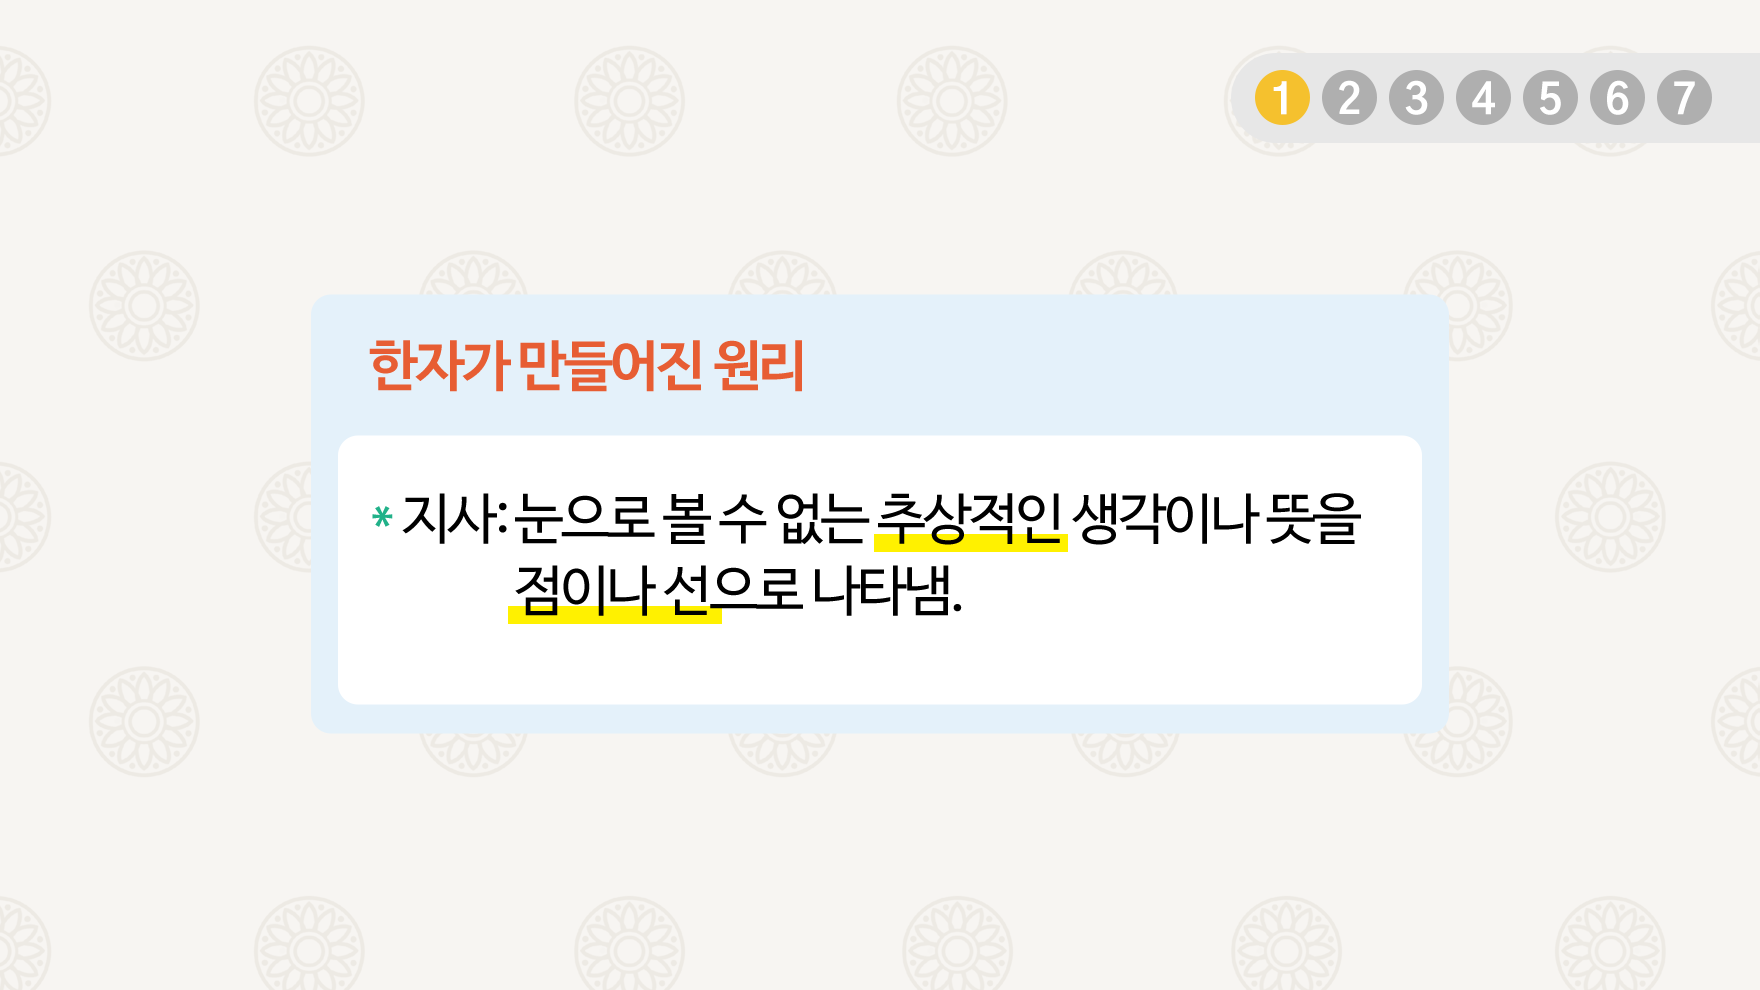 1 2 3 4 5 6 7
한자가 만들어진 원리
* 지사: 눈으로 볼 수 없는 추상적인 생각이나 뜻을
점이나 선으로 나타냄.